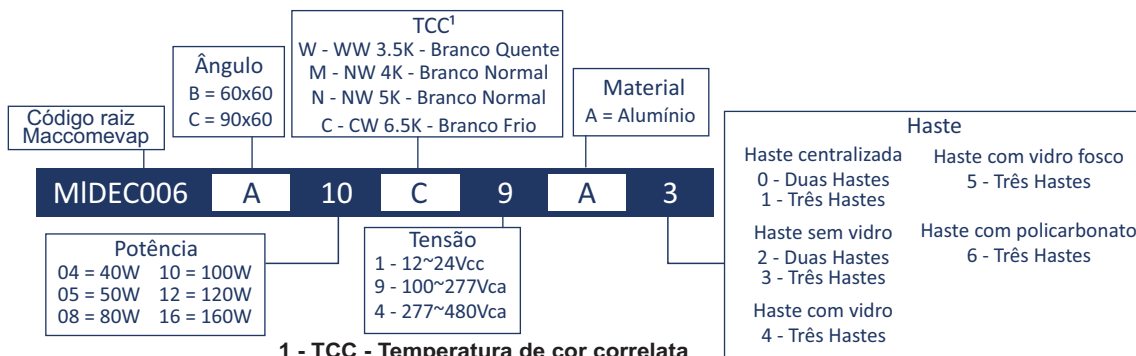 TCC¹
W - WW 3.5K - Branco Quente
M - NW 4K - Branco Normal
N - NW 5K - Branco Normal
C - CW 6.5K - Branco Frio
Ângulo
B = 60x60
C = 90x60
Material
A = Alumínio
Código raiz
Maccomevap
MIDEC006 A 10 C 9 A 3
Potência
04 = 40W 10 = 100W
05 = 50W 12 = 120W
08 = 80W 16 = 160W
Tensão
1 - 12~24Vcc
9 - 100~277Vca
4 - 277~480Vca
Haste
Haste centralizada
0 - Duas Hastes
1 - Três Hastes
Haste sem vidro
2 - Duas Hastes
3 - Três Hastes
Haste com vidro
4 - Três Hastes
Haste com vidro fosco
5 - Três Hastes
Haste com policarbonato
6 - Três Hastes
1 - TCC - Temperatura de cor correlata